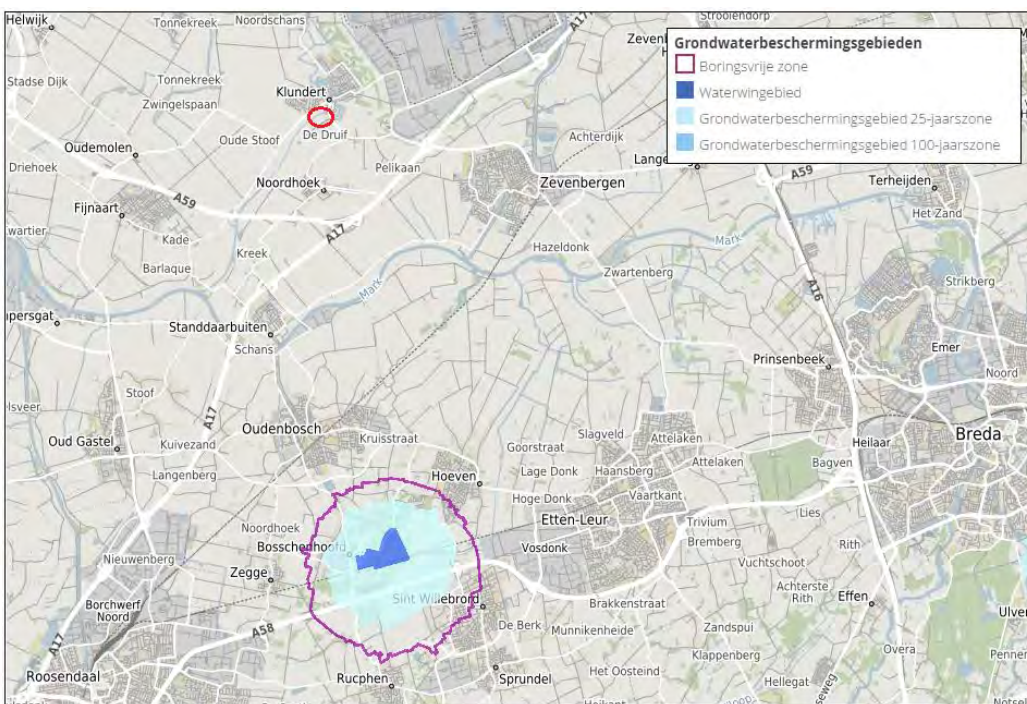 Helwijk
Noordschans
Tonnekreek
Strooiendorp
A17
Stadse Dijk
Tonnekreek
Klundert
Zwingelspaan
Oude Stoof
De Druif
Oudemolen
Achterdijk
Driehoek
Pelikaan
Noordhoek
Zevenbergen
A59
A59
Terheijden
Fijnaart
Het Zand
A17
Kade
Kreek
Hazeldonk
Mark
Barlaque
Mark
Zwartenberg
Strikberg
A16
Standdaarbuiten
Schans
Emer
Prinsenbeek
Noord
Stoof
A17
Oudenbosch
Slagveld
Kruisstraat
Attelaken
Breda
Oud Gastel
Kuivezand
Goorstraat
Heilaar
Langenberg
Hoeven
Lage Donk
Haansberg
Attelaken
Bagven
Hoge Donk
Vaartkant
Lies
Etten-Leur
Noordhoek
Trivium
Bosschenhoofd
Vosdonk
Bremberg
Rith
Nieuwenberg
Zegge
Vuchtschoot
Achterste
Rith
Sint Willebrord
Borchwerf
Noord
Brakkenstraat
Effen
A58
De Berk
Zandspui
Munnikenheide
A17
Klappenberg
Overa
Roosendaal
Het Oosteind
Rucphen
Sprundel
Hellegat
Grondwaterbeschermingsgebieden
Boringsvrije zone
Waterwingebied
Grondwaterbeschermingsgebied 25-jaarszone
Grondwaterbeschermingsgebied 100-jaarszone